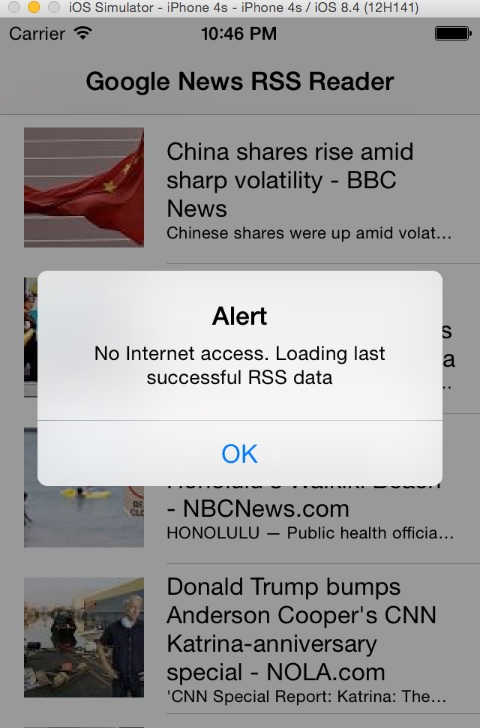 iOS Simulator - iPhone 4s - iPhone 4s / iOS 8.4 (12H141)
Carrier 10:46 PM
Google News RSS Reader
China shares rise amid
sharp volatility - BBC
News
Chinese shares were up amid volat...
Alert
No Internet access. Loading last
successful RSS data
OK
Honolulu's Waikiki Beach
- NBCNews.com
HONOLULU — Public health officia...
Donald Trump bumps
Anderson Cooper's CNN
Katrina-anniversary
special - NOLA.com
'CNN Special Report: Katrina: The...